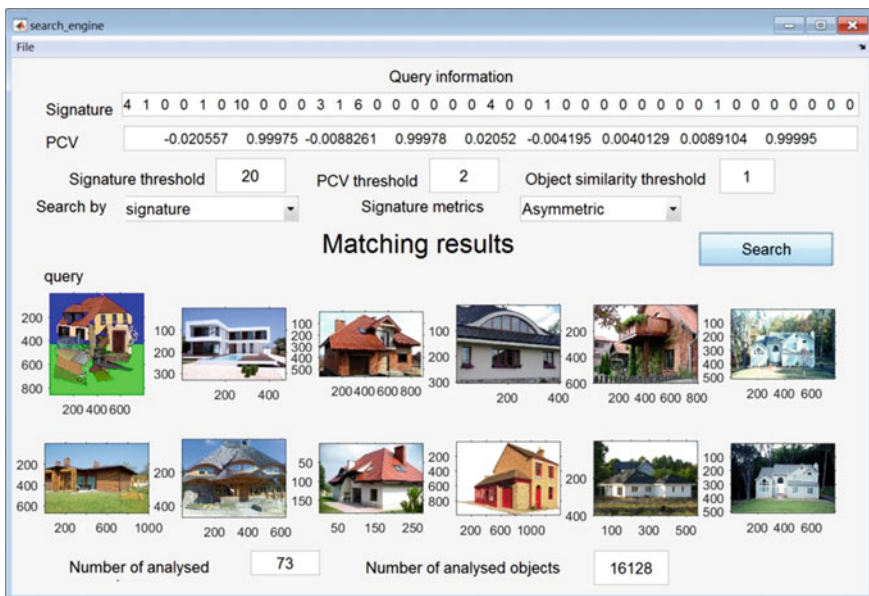 search_engine
File
Query information
Signature 4 1 0 0 1 0 10 0 0 0 3 1 6 0 0 0 0 0 0 4 0 0 1 0 0 0 0 0 0 0 0 1 0 0 0 0 0 0 0
PCV -0.020557 0.99975 -0.0088261 0.99978 0.02052 -0.004195 0.0040129 0.0089104 0.99995
Signature threshold 20 PCV threshold 2 Object similarity threshold 1
Search by signature Signature metrics Asymmetric
Matching results Search
query
200 400 600 800
200 400 600
100 200 300
200 400
100 200 300 400 500
200 400 600 800
100 200 300
200 400
200 400 600
200 400 600 800
100 200 300 400 500
200 400 600
200 400 600
200 600 1000
200 400
200 400 600
50 100 150
50 150 250
200 400 600 800
200 600 1000
200 400
100 300 500
100 200 300 400 500
200 400 600
Number of analysed 73 Number of analysed objects 16128